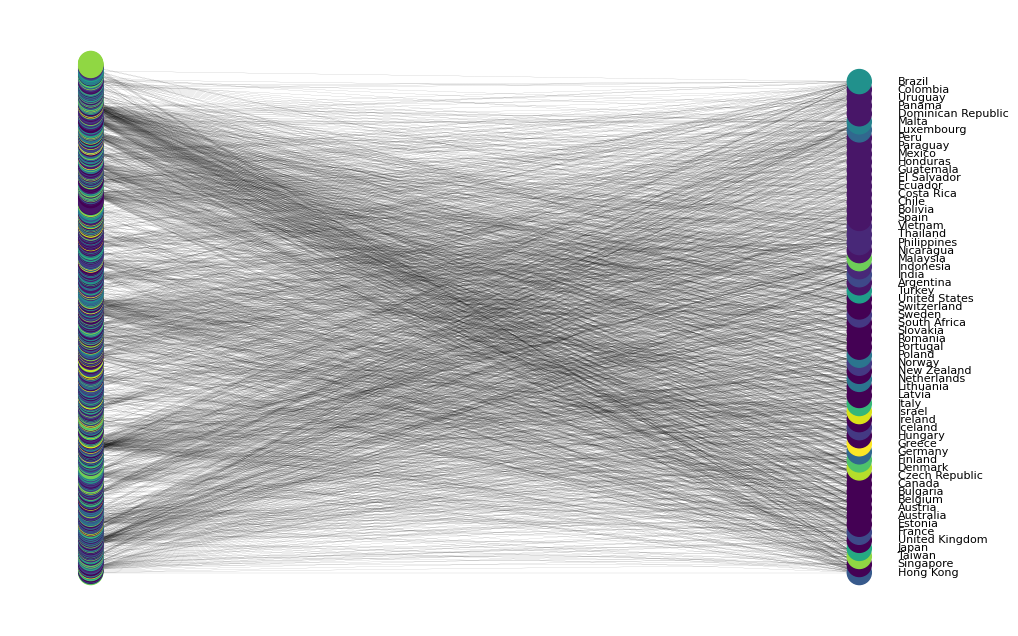 Brazil
Colombia
Uruguay
Panama
Dominican Republic
Malta
Luxembourg
Peru
Paraguay
Mexico
Honduras
Guatemala
El Salvador
Ecuador
Costa Rica
Chile
Bolivia
Spain
Vietnam
Thailand
Philippines
Nicaragua
Malaysia
Indonesia
India
Argentina
Turkey
United States
Switzerland
Sweden
South Africa
Slovakia
Romania
Portugal
Poland
Norway
New Zealand
Netherlands
Lithuania
Latvia
Italy
Israel
Ireland
Iceland
Hungary
Greece
Germany
Finland
Denmark
Czech Republic
Canada
Bulgaria
Belgium
Austria
Australia
Estonia
France
United Kingdom
Japan
Taiwan
Singapore
Hong Kong